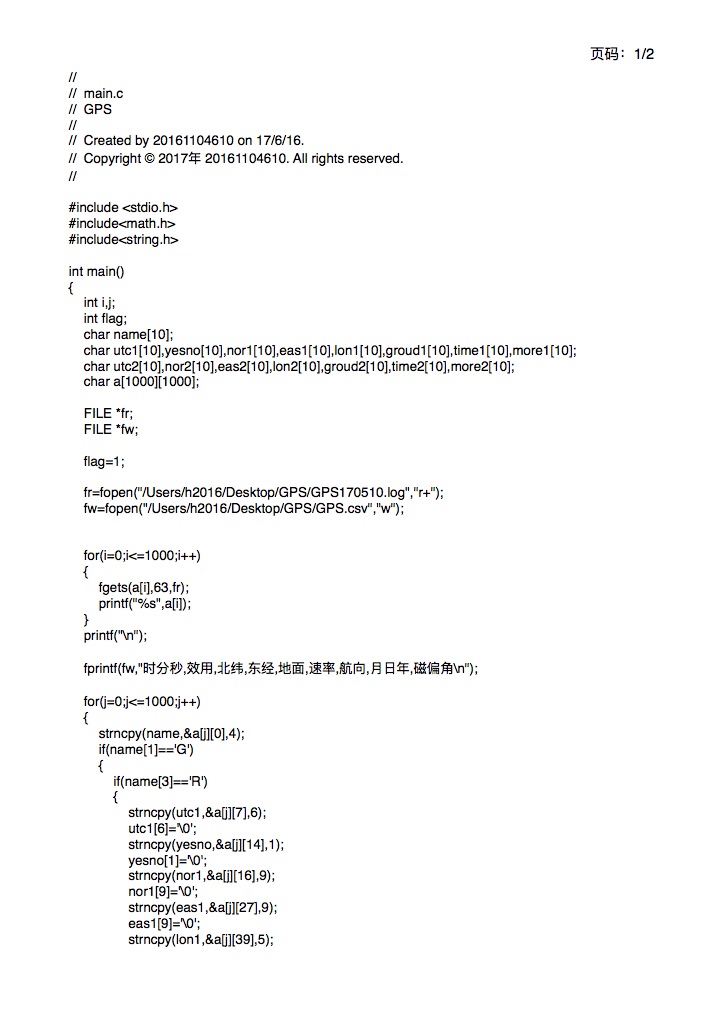 页码：1/2
//
//  main.c
//  GPS
//
//  Created by 20161104610 on 17/6/16.
//  Copyright © 2017年 20161104610. All rights reserved.
//
#include <stdio.h>
#include<math.h>
#include<string.h>
int main()
{
int i,j;
int flag;
char name[10];
char utc1[10],yesno[10],nor1[10],eas1[10],lon1[10],groud1[10],time1[10],more1[10];
char utc2[10],nor2[10],eas2[10],lon2[10],groud2[10],time2[10],more2[10];
char a[1000][1000];
FILE *fr;
FILE *fw;
flag=1;
fr=fopen("/Users/h2016/Desktop/GPS/GPS170510.log","r+");
fw=fopen("/Users/h2016/Desktop/GPS/GPS.csv","w");
for(i=0;i<=1000;i++)
{
fgets(a[i],63,fr);
printf("%s",a[i]);
}
printf("\n");
fprintf(fw,"时分秒,效用,北纬,东经,地面,速率,航向,月日年,磁偏角\n");
for(j=0;j<=1000;j++)
{
strncpy(name,&a[j][0],4);
if(name[1]=='G')
{
if(name[3]=='R')
{
strncpy(utc1,&a[j][7],6);
utc1[6]='\0';
strncpy(yesno,&a[j][14],1);
yesno[1]='\0';
strncpy(nor1,&a[j][16],9);
nor1[9]='\0';
strncpy(eas1,&a[j][27],9);
eas1[9]='\0';
strncpy(lon1,&a[j][39],5);